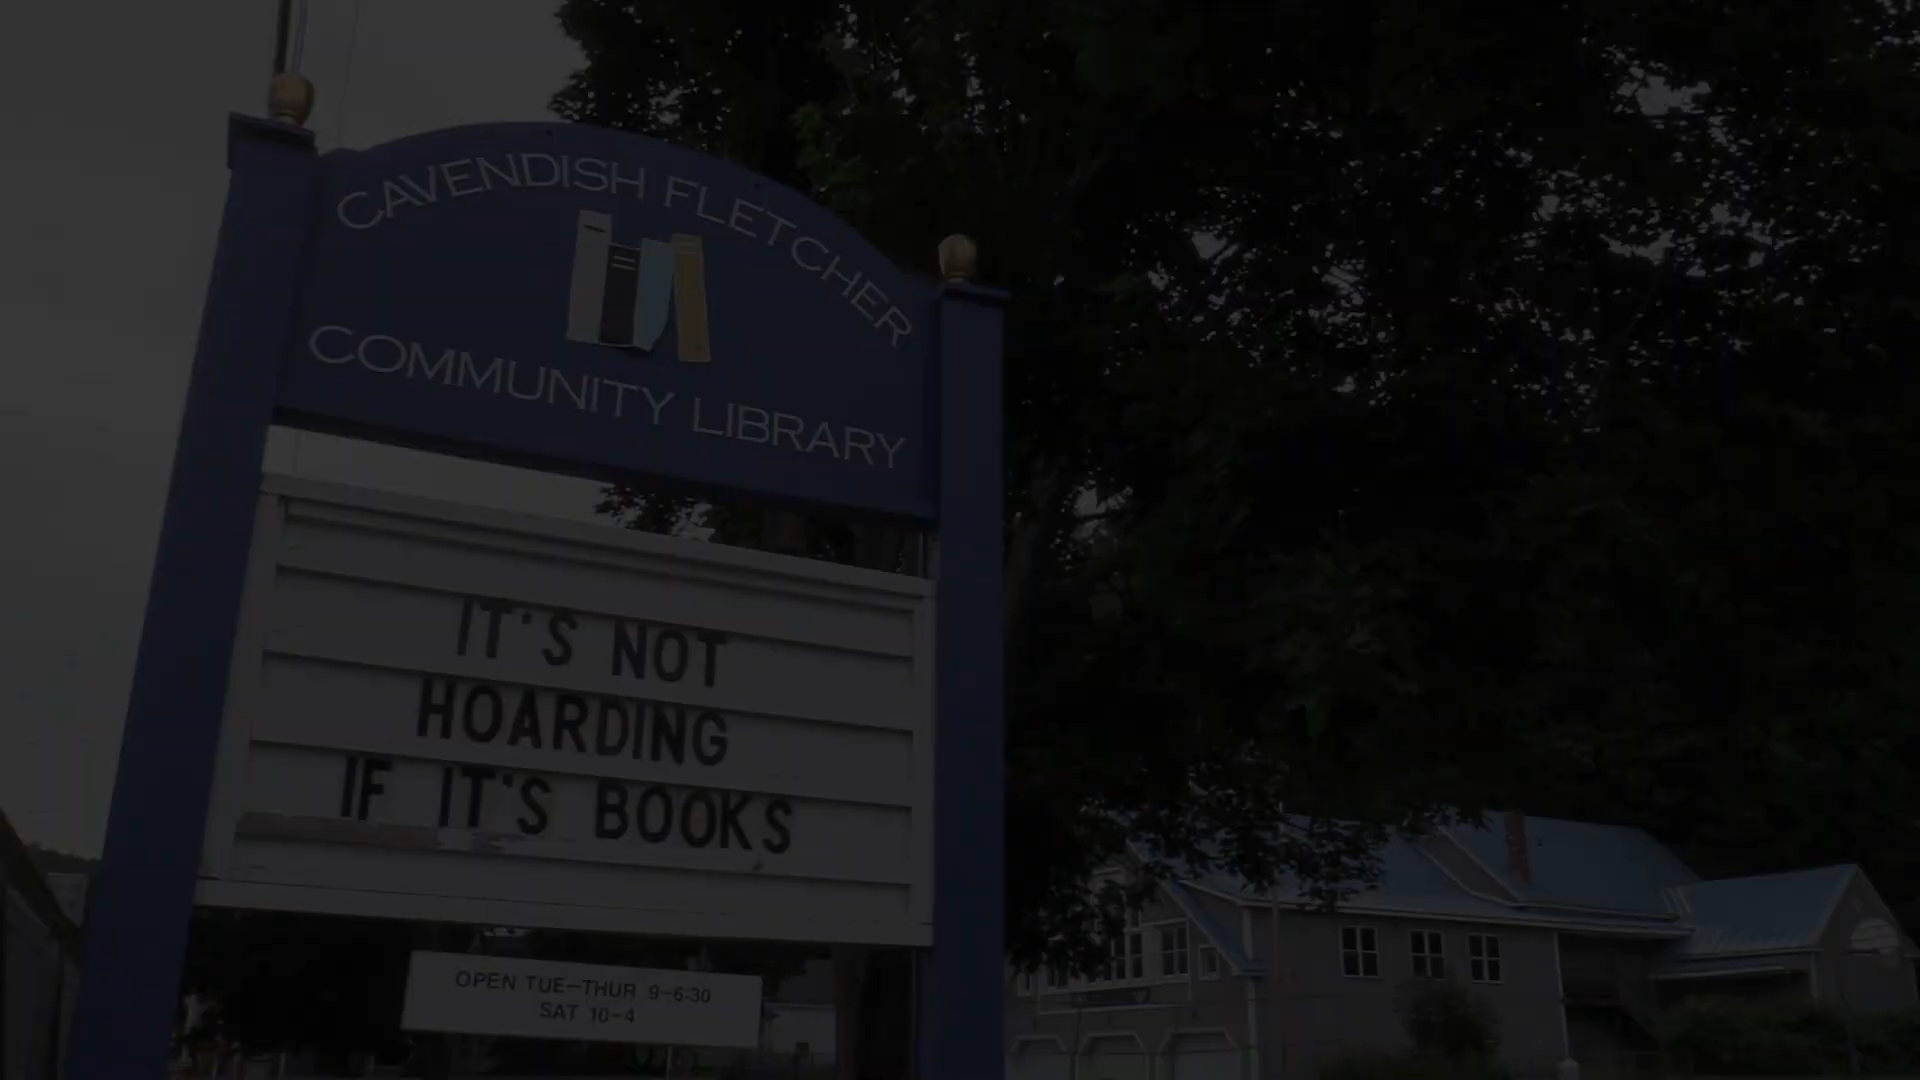 CAVENDISH FLETCHER
COMMUNITY LIBRARY
IT'S NOT
HOARDING
IF IT'S BOOKS
OPEN TUE-THUR 9-6:30
SAT 10-4